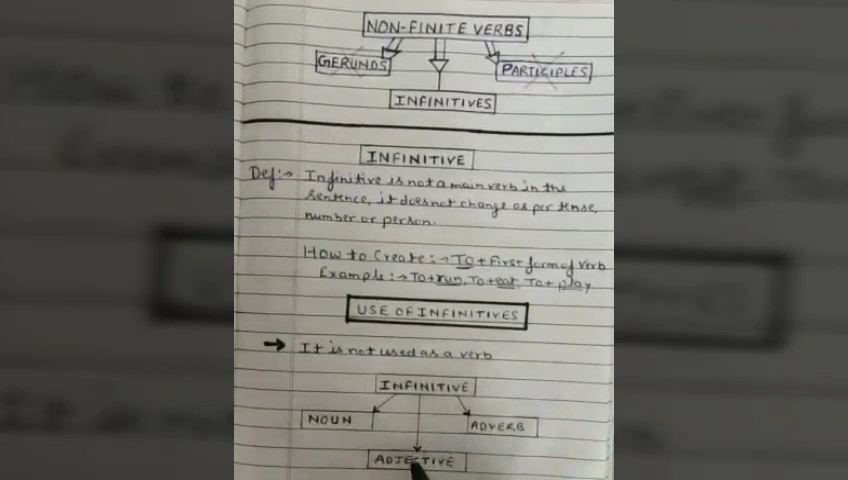 NON-FINITE VERBS
GERUNDS
PARTICIPLES
INFINITIVES
INFINITIVE
Def:→ Infinitive is not a main verb in the
sentence, it does not change as per tense,
number or person.
How to Create:→ TO + First form of verb
Example:→ To+run, To+eat, To+play
USE OF INFINITIVES
→ It is not used as a verb
INFINITIVE
NOUN
ADVERB
ADJECTIVE